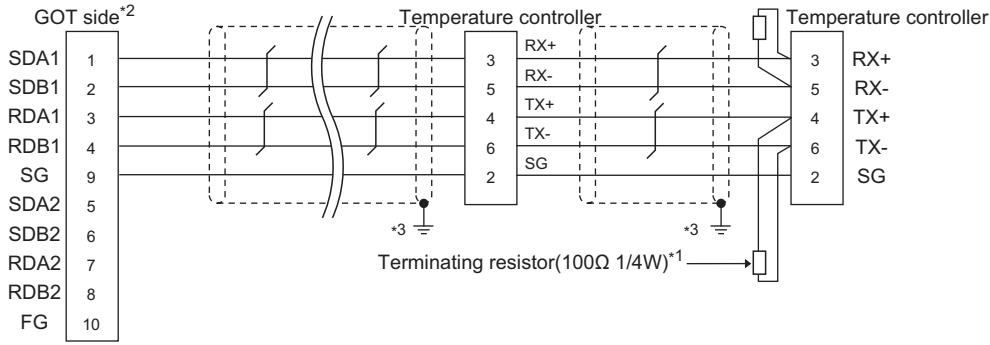 GOT side*2 Temperature controller Temperature controller
SDA1 1 3 RX+ 3 RX+
SDB1 2 5 RX- 5 RX-
RDA1 3 4 TX+ 4 TX+
RDB1 4 6 TX- 6 TX-
SG 9 2 SG 2 SG
SDA2 5
SDB2 6 *3 *3
RDA2 7 Terminating resistor(100Ω 1/4W)*1
RDB2 8
FG 10